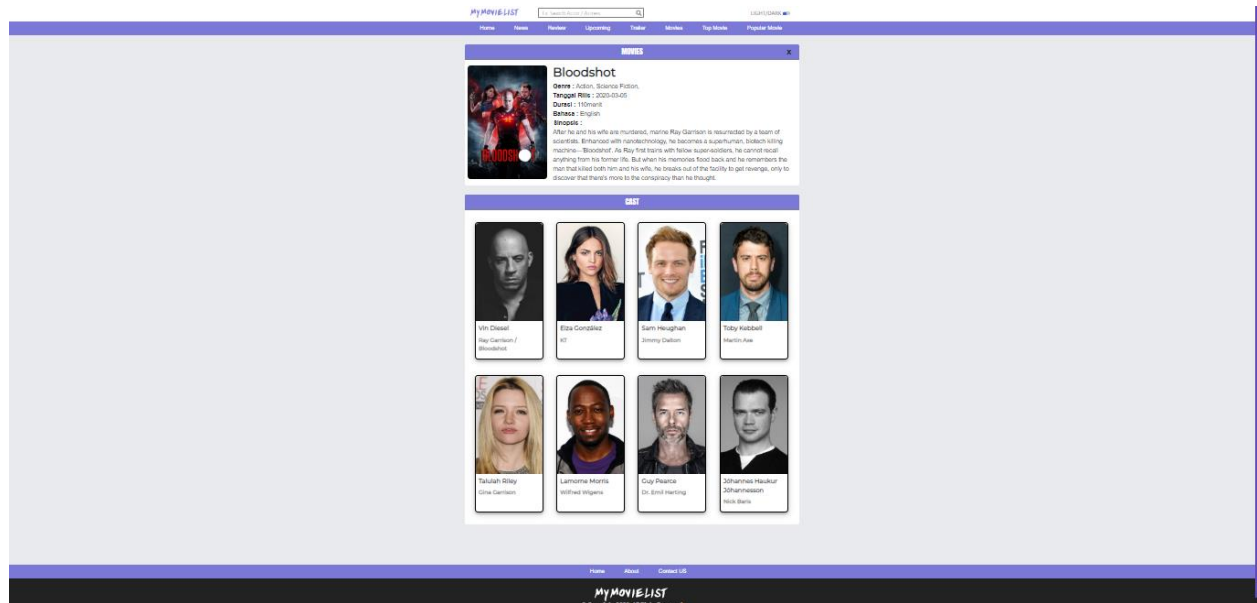 MYMOVIELIST
LIGHT/DARK
Home News Review Upcoming Trailer Movies Top Movie Popular Movie
MOVIES X
Bloodshot
Genre : Action, Science Fiction,
Tanggal Rilis : 2020-03-05
Durasi : 110menit
Bahasa : English
Sinopsis :
After he and his wife are murdered, marine Ray Garrison is resurrected by a team of
scientists. Enhanced with nanotechnology, he becomes a superhuman, biotech killing
machine—'Bloodshot'. As Ray first trains with fellow super-soldiers, he cannot recall
anything from his former life. But when his memories flood back and he remembers the
man that killed both him and his wife, he breaks out of the facility to get revenge, only to
discover that there's more to the conspiracy than he thought.
CAST
Vin Diesel
Ray Garrison /
Bloodshot
Eiza González
KT
Sam Heughan
Jimmy Dalton
Toby Kebbell
Martin Axe
Talulah Riley
Gina Garrison
Lamorne Morris
Wilfred Wigans
Guy Pearce
Dr. Emil Harting
Jóhannes Haukur
Jóhannesson
Nick Baris
Home About Contact US
MYMOVIELIST